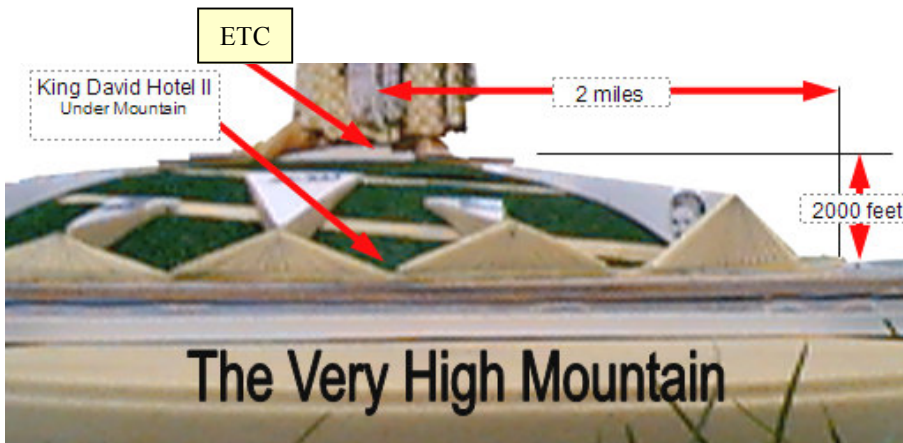 ETC
King David Hotel II
Under Mountain
2 miles
2000 feet
The Very High Mountain